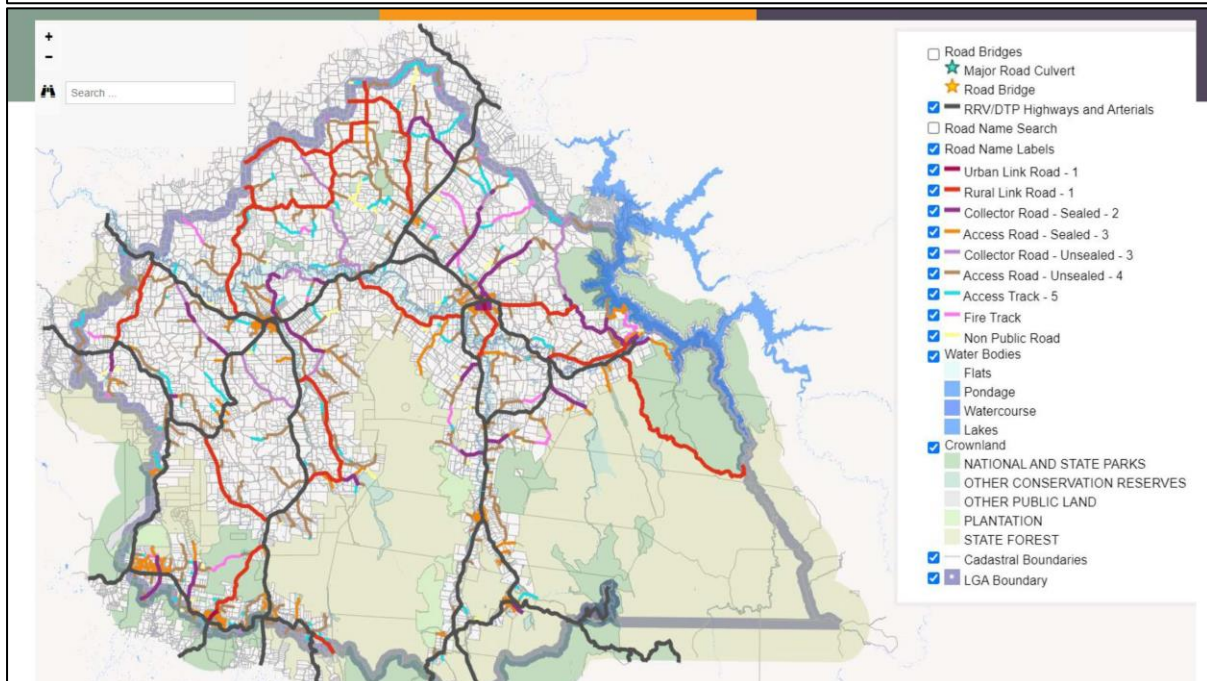 +
−
Search ...
Road Bridges
Major Road Culvert
Road Bridge
RRV/DTP Highways and Arterials
Road Name Search
Road Name Labels
Urban Link Road - 1
Rural Link Road - 1
Collector Road - Sealed - 2
Access Road - Sealed - 3
Collector Road - Unsealed - 3
Access Road - Unsealed - 4
Access Track - 5
Fire Track
Non Public Road
Water Bodies
Flats
Pondage
Watercourse
Lakes
Crownland
NATIONAL AND STATE PARKS
OTHER CONSERVATION RESERVES
OTHER PUBLIC LAND
PLANTATION
STATE FOREST
Cadastral Boundaries
LGA Boundary